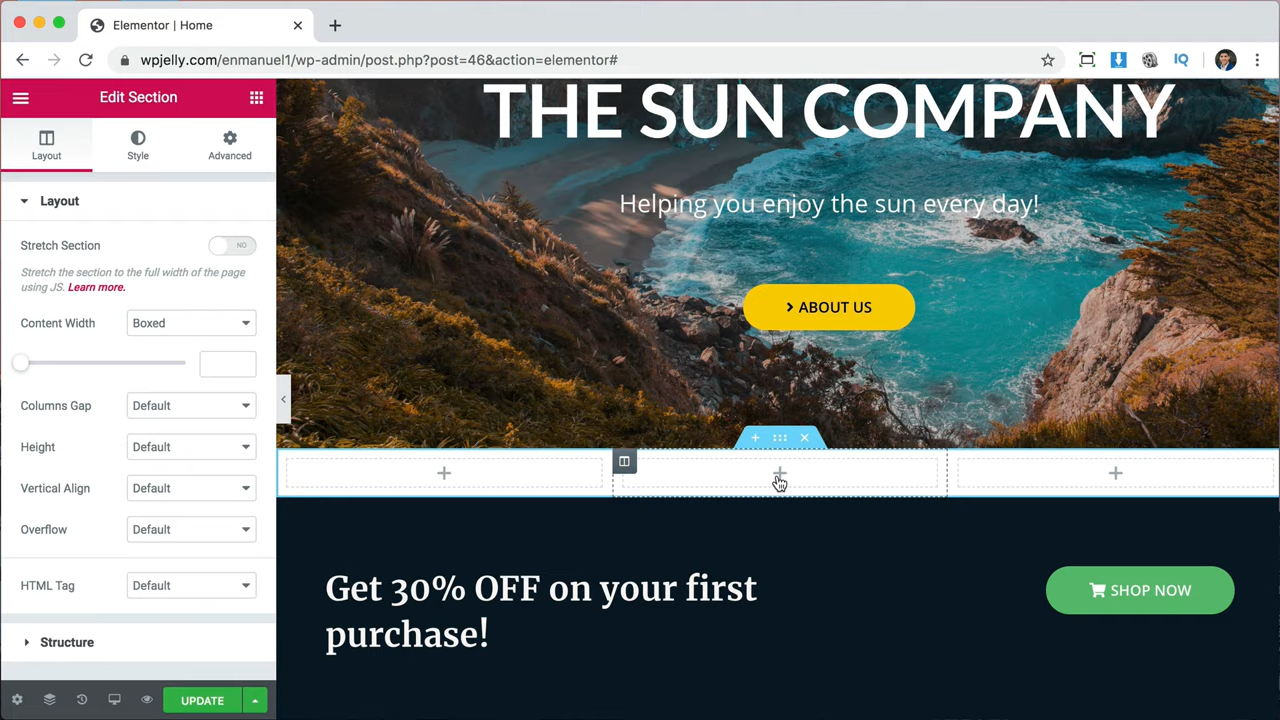 Elementor | Home
wpjelly.com/enmanuel1/wp-admin/post.php?post=46&action=elementor#
IQ
Edit Section
Layout
Style
Advanced
Layout
Stretch Section
NO
Stretch the section to the full width of the page
using JS. Learn more.
Content Width
Boxed
Columns Gap
Default
Height
Default
Vertical Align
Default
Overflow
Default
HTML Tag
Default
Structure
UPDATE
THE SUN COMPANY
Helping you enjoy the sun every day!
ABOUT US
Get 30% OFF on your first
purchase!
SHOP NOW